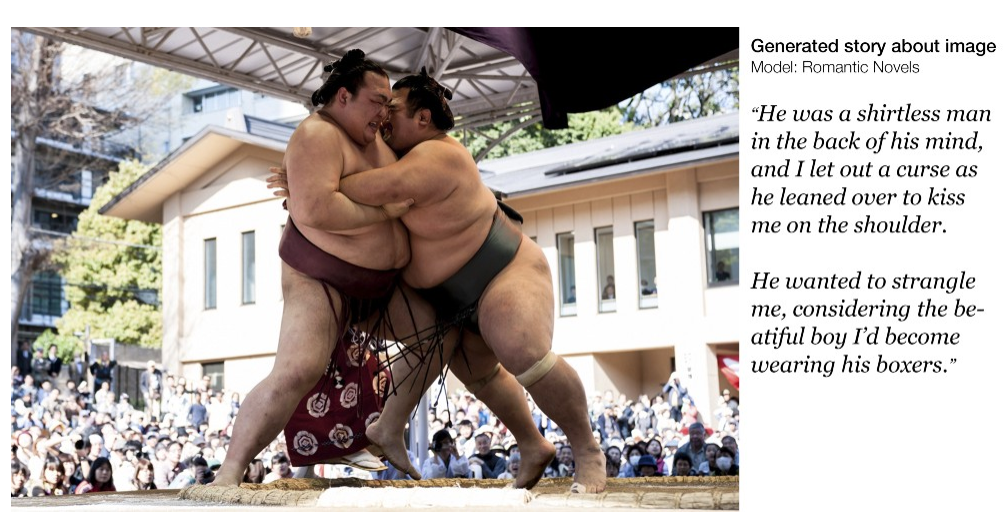 Generated story about image
Model: Romantic Novels
“He was a shirtless man
in the back of his mind,
and I let out a curse as
he leaned over to kiss
me on the shoulder.
He wanted to strangle
me, considering the be-
atiful boy I’d become
wearing his boxers.”